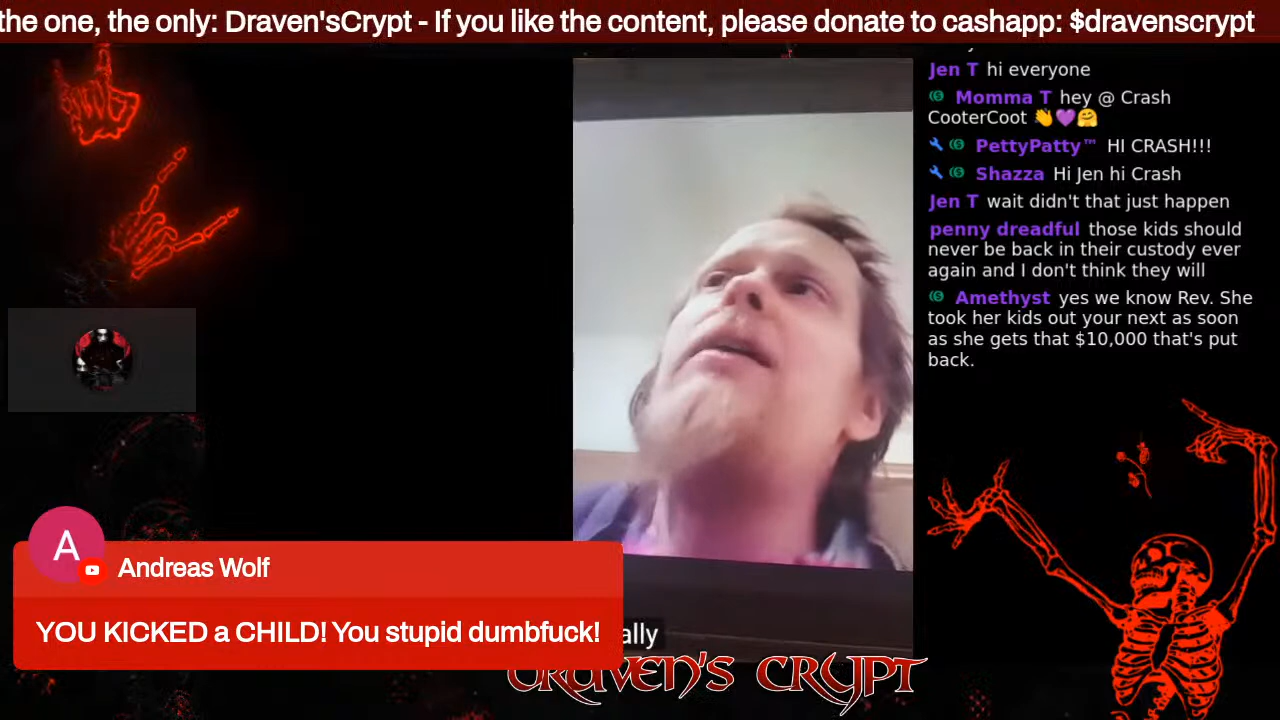 the one, the only: Draven'sCrypt - If you like the content, please donate to cashapp: $dravenscrypt
Jen T hi everyone
Momma T hey @ Crash
CooterCoot 👋💜🤗
PettyPatty™ HI CRASH!!!
Shazza Hi Jen hi Crash
Jen T wait didn't that just happen
penny dreadful those kids should
never be back in their custody ever
again and I don't think they will
Amethyst yes we know Rev. She
took her kids out your next as soon
as she gets that $10,000 that's put
back.
A
Andreas Wolf
YOU KICKED a CHILD! You stupid dumbfuck!
ally
DRAVEN'S CRYPT